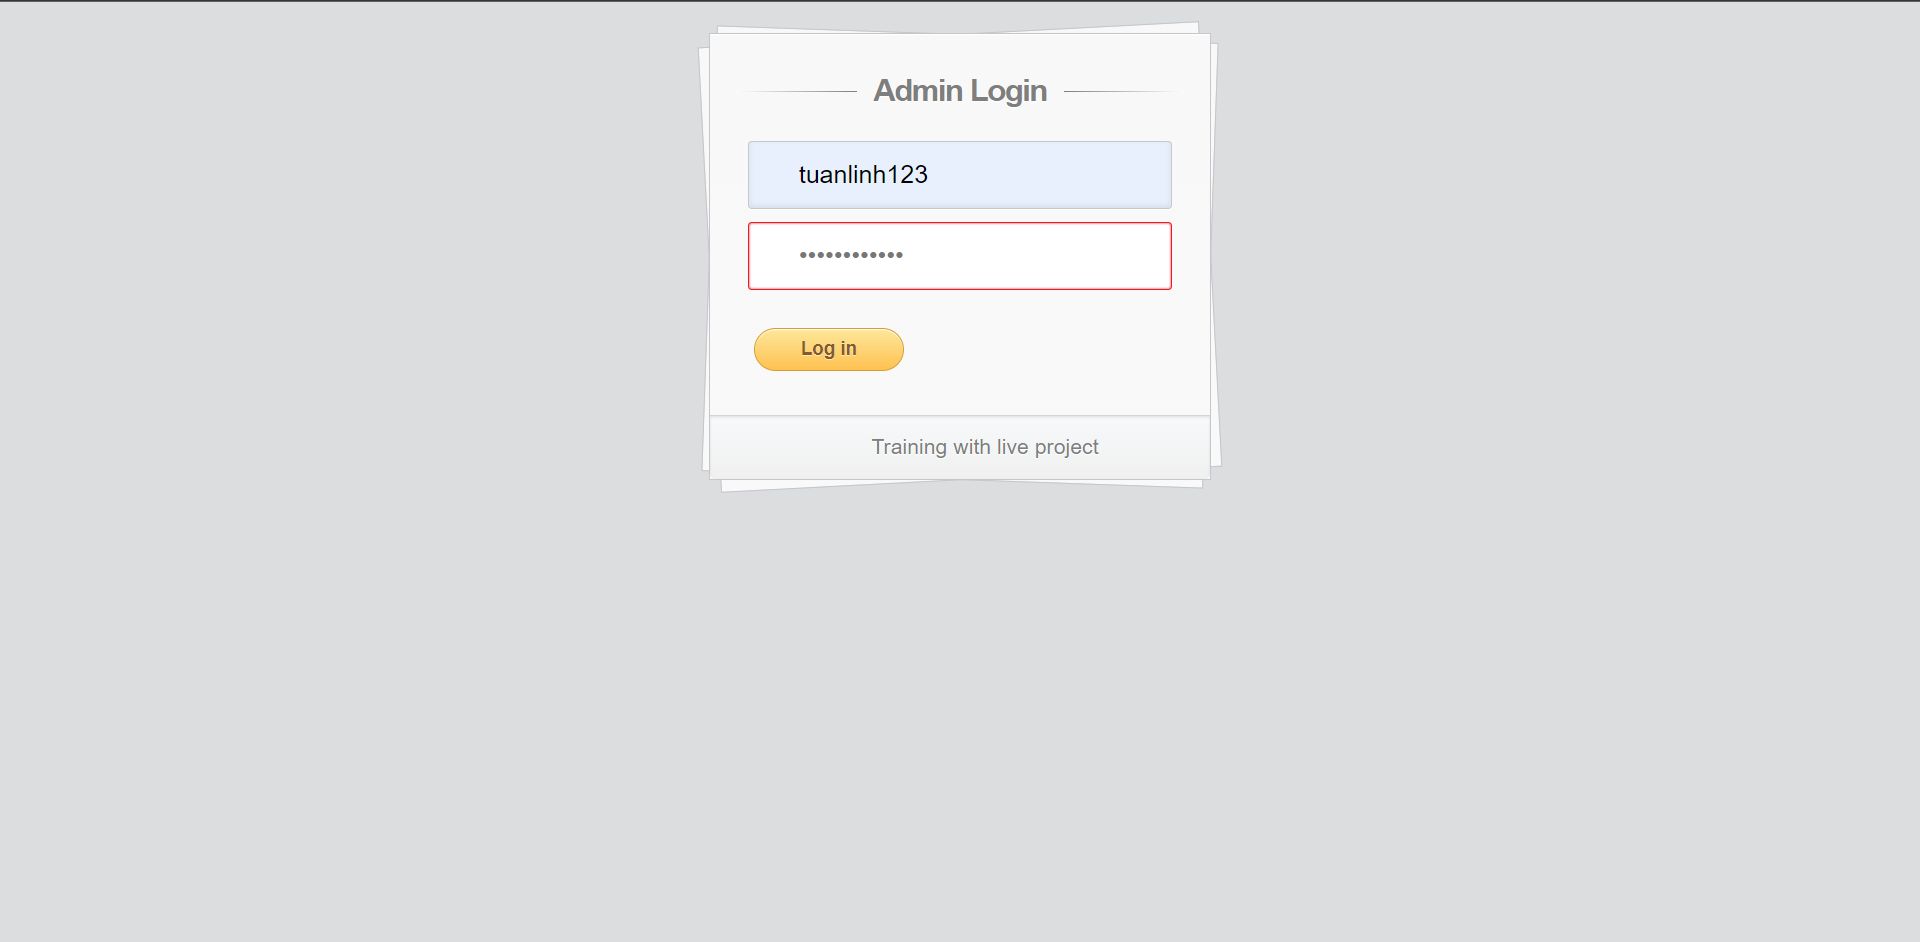 Admin Login
tuanlinh123
••••••••••••
Log in
Training with live project